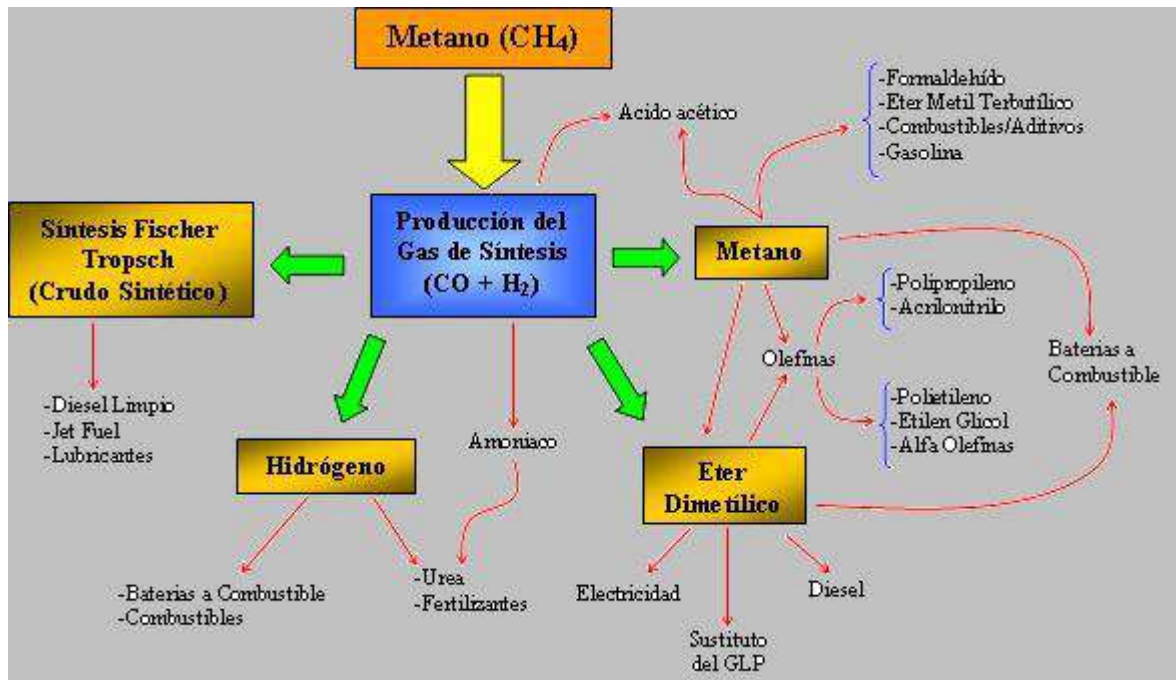 Metano (CH₄)
-Formaldehído
-Eter Metil Terbutílico
-Combustibles/Aditivos
-Gasolina
Acido acético
Síntesis Fischer
Tropsch
(Crudo Sintético)
Producción del
Gas de Síntesis
(CO + H₂)
Metano
-Polipropileno
-Acrilonitrilo
Olefinas
Baterias a
Combustible
-Polietileno
-Etilen Glicol
-Alfa Olefinas
-Diesel Limpio
-Jet Fuel
-Lubricantes
Hidrógeno
Amoniaco
Eter
Dimetílico
-Baterias a Combustible
-Combustibles
-Urea
-Fertilizantes
Electricidad
Diesel
Sustituto
del GLP